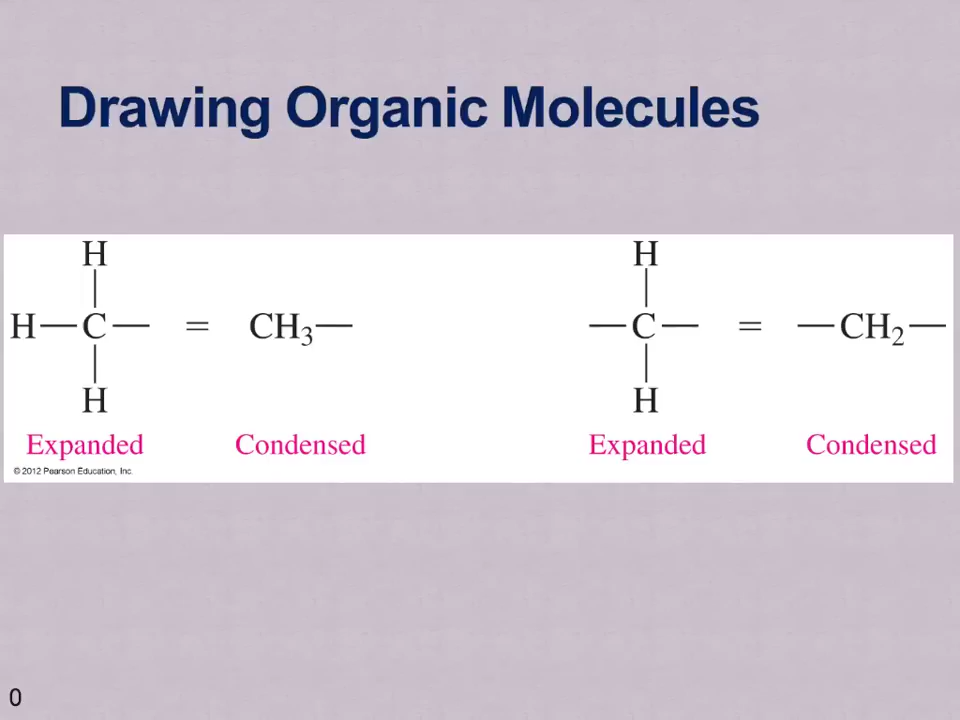 Drawing Organic Molecules
H
H
H—C— = CH₃—
—C— = —CH₂—
H
H
Expanded
Condensed
Expanded
Condensed
© 2012 Pearson Education, Inc.
0